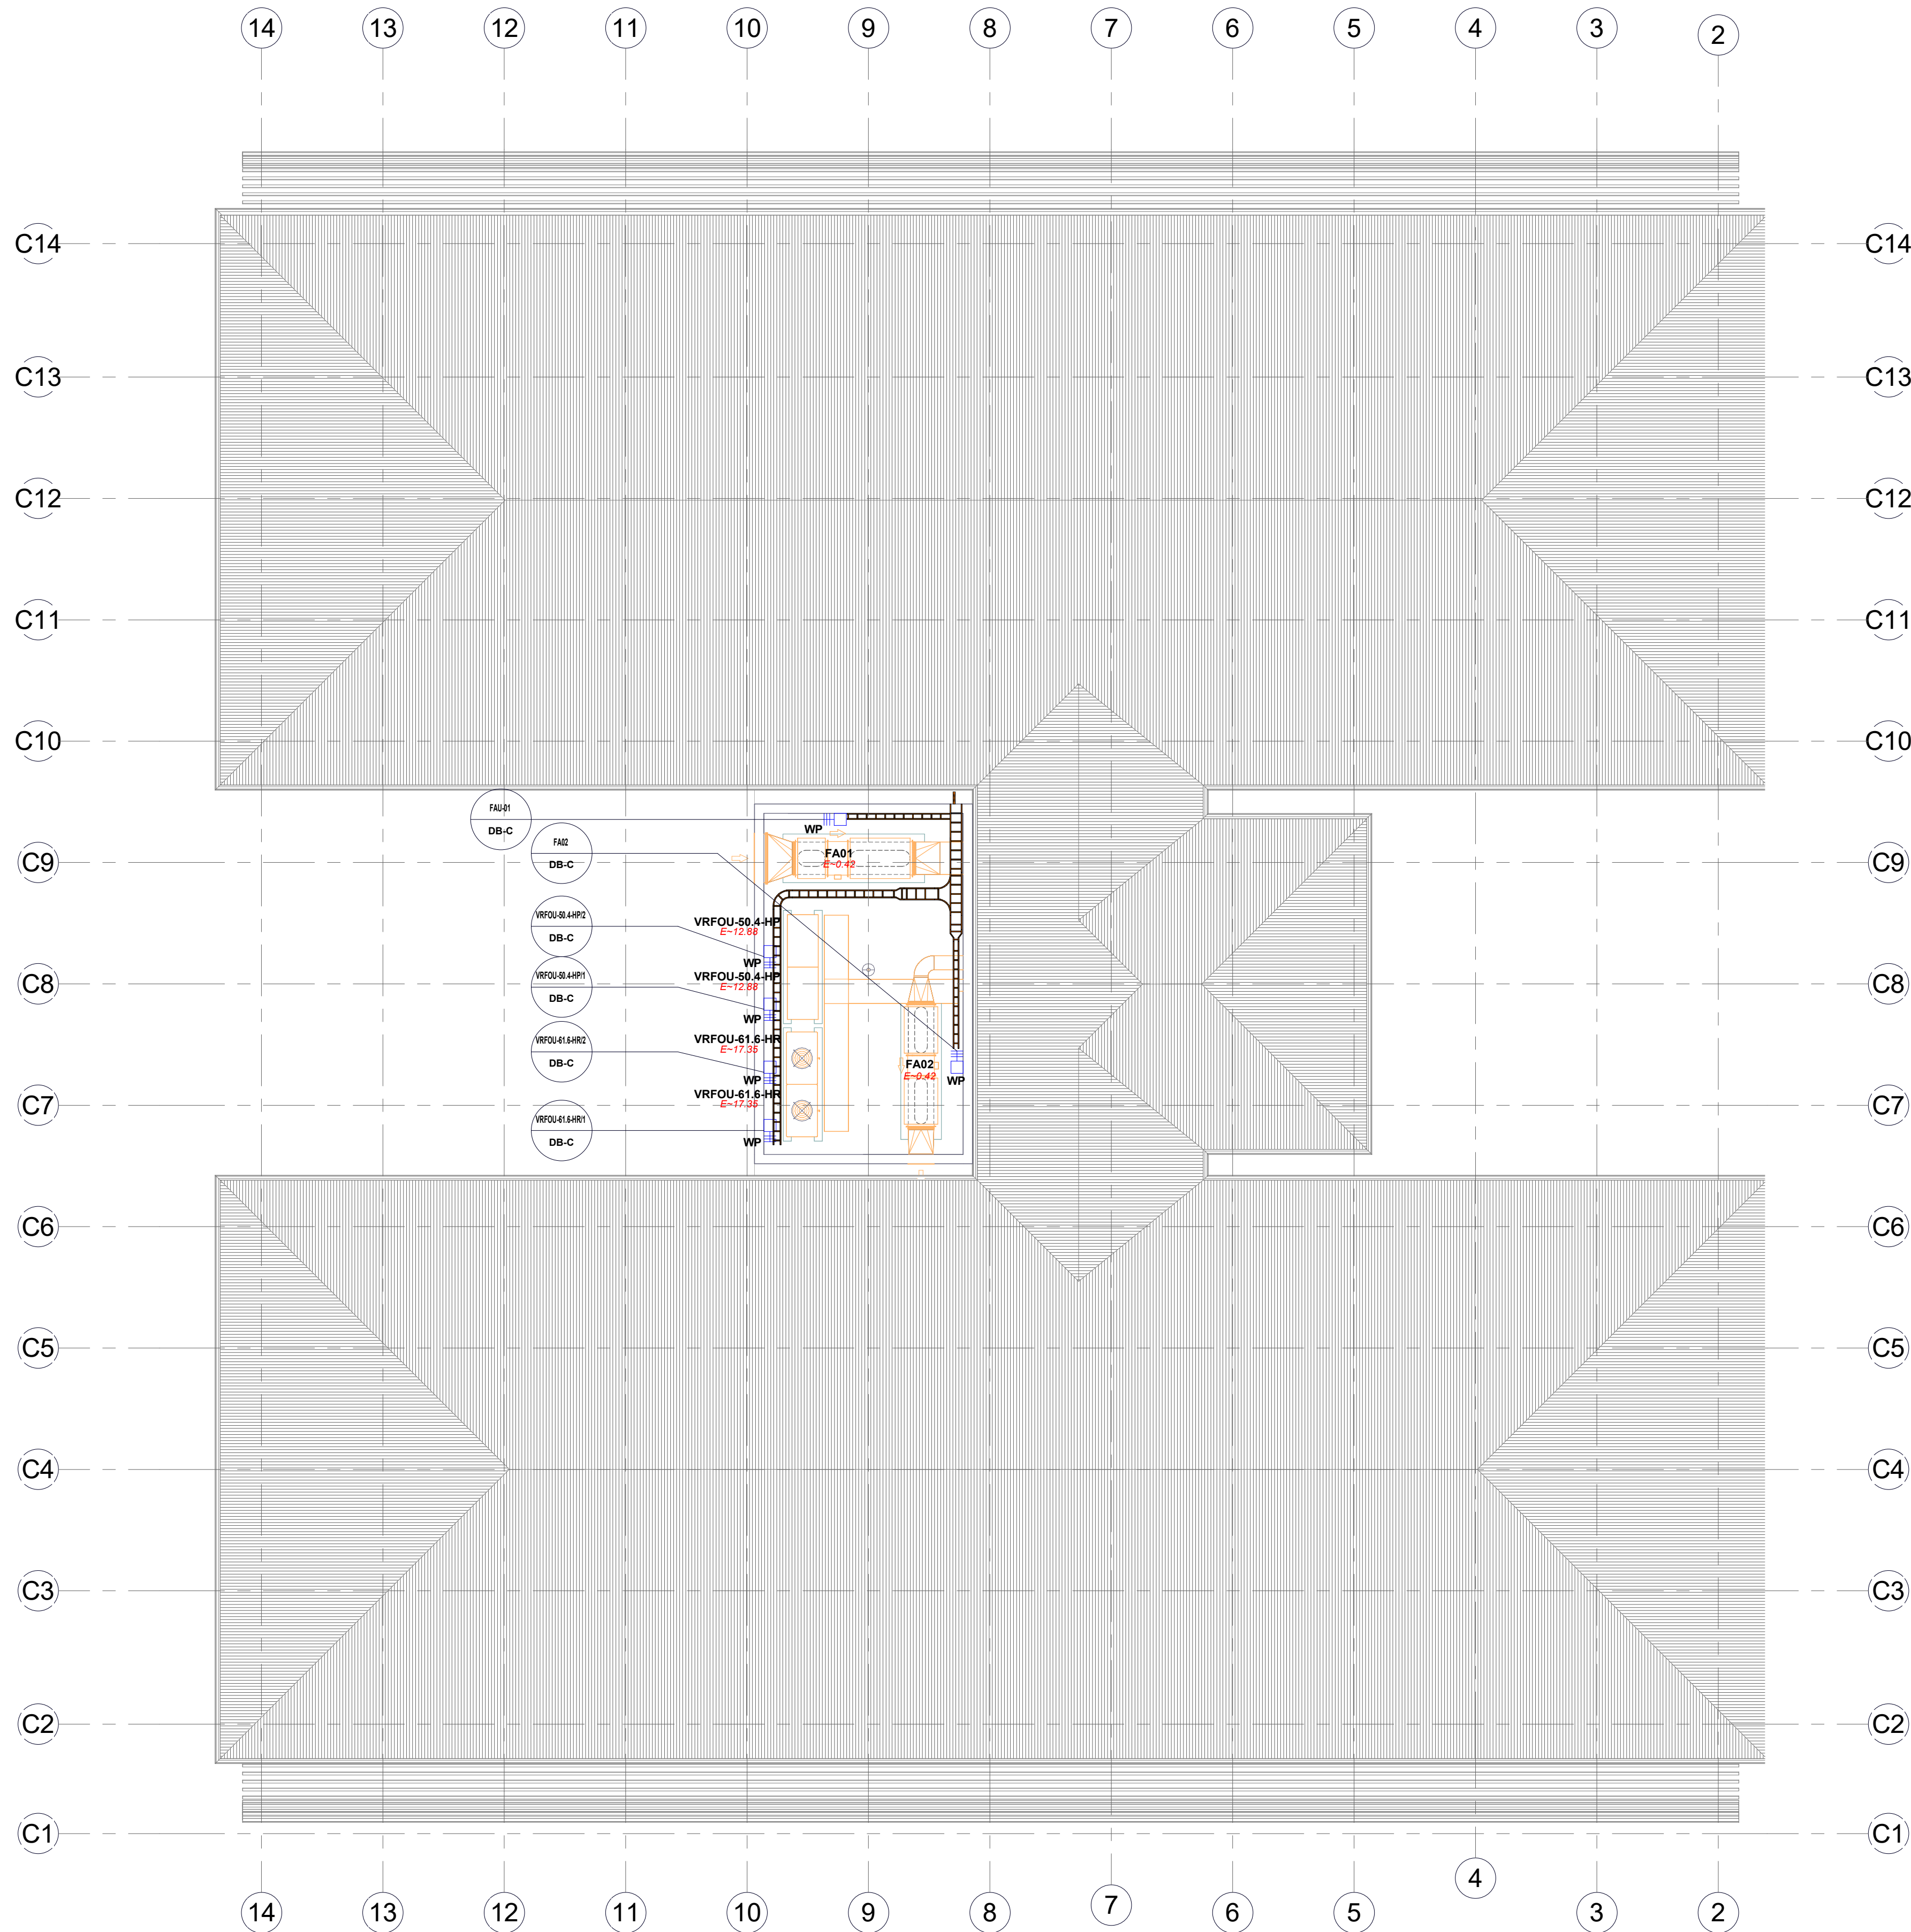 14 13 12 11 10 9 8 7 6 5 4 3 2
C14 C14
C13 C13
C12 C12
C11 C11
C10 C10
FAU-01
DB-C
WP
FA02
DB-C
FA01
E~0.42
C9 C9
VRFOU-50.4-HP/2
DB-C
VRFOU-50.4-HP
E~12.88
WP
VRFOU-50.4-HP/1
DB-C
VRFOU-50.4-HP
E~12.88
WP
C8 C8
VRFOU-61.6-HR/2
DB-C
VRFOU-61.6-HR
E~17.35
WP
FA02
E~0.42
WP
VRFOU-61.6-HR
E~17.35
C7 C7
VRFOU-61.6-HR/1
DB-C
WP
C6 C6
C5 C5
C4 C4
C3 C3
C2 C2
C1 C1
14 13 12 11 10 9 8 7 6 5 4 3 2